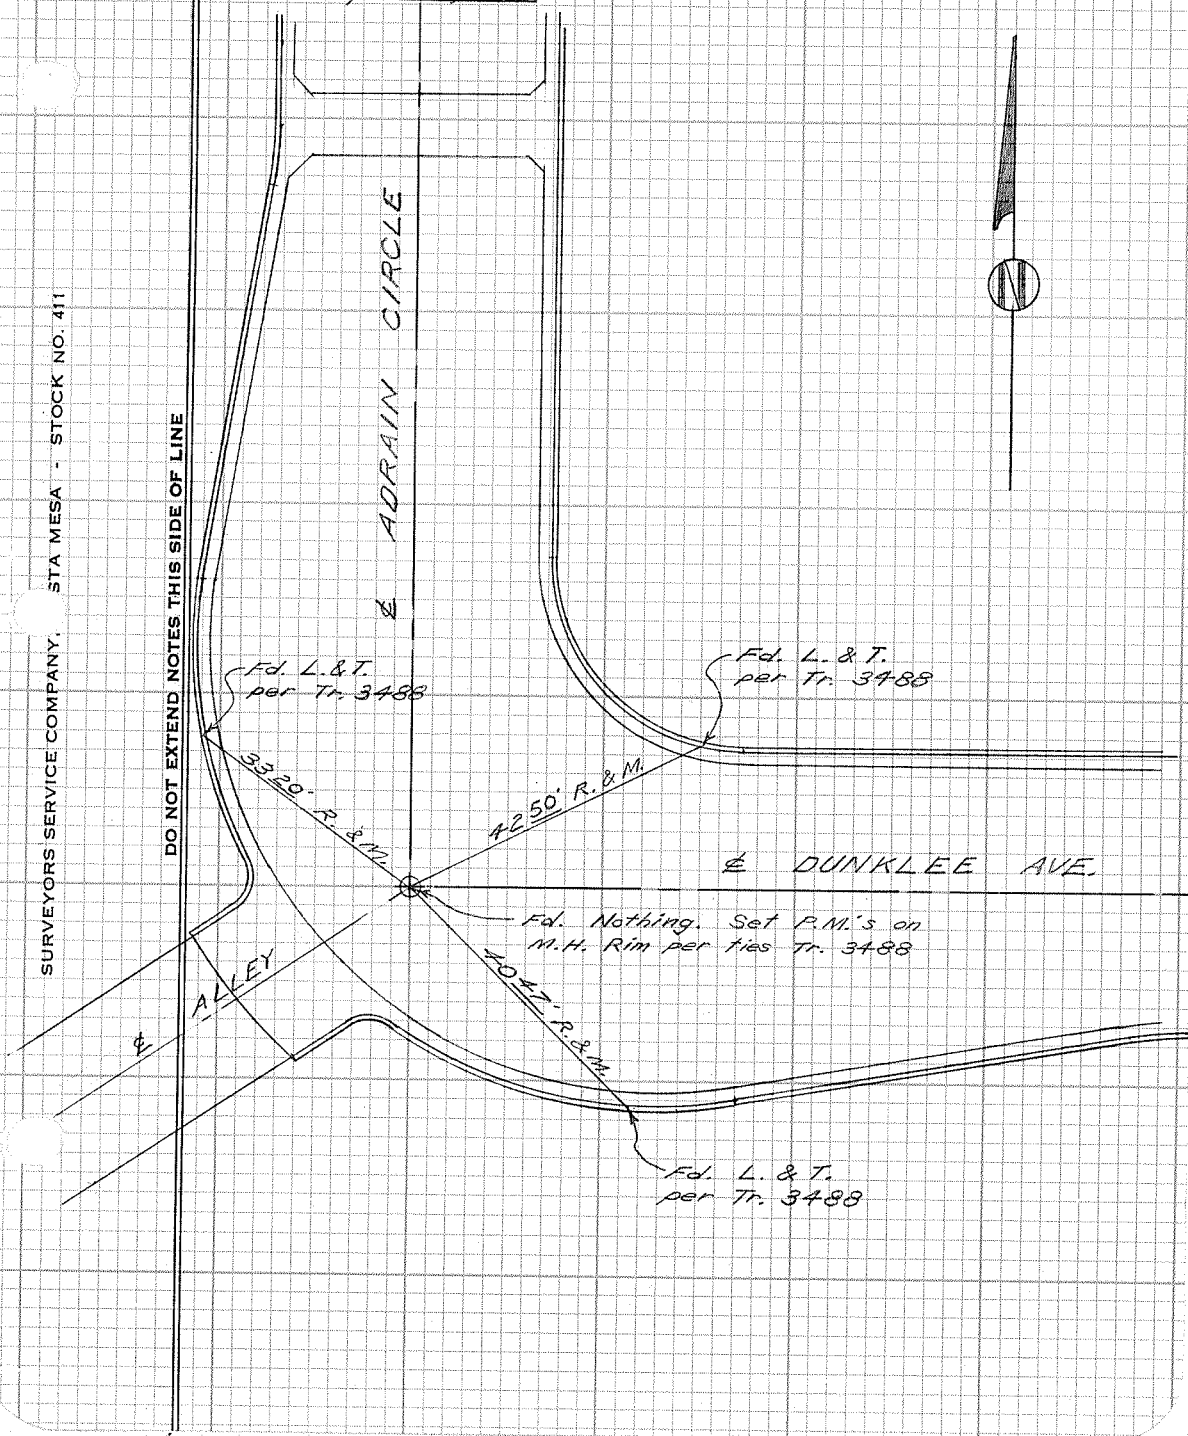 SURVEYORS SERVICE COMPANY, STA MESA - STOCK NO. 411
DO NOT EXTEND NOTES THIS SIDE OF LINE
℄ ADRAIN CIRCLE
Fd. L. & T.
per Tr. 3488
Fd. L. & T.
per Tr. 3488
33.20' R. & M.
42.50' R. & M.
℄ DUNKLEE AVE.
Fd. Nothing. Set P.M.'s on
M.H. Rim per ties Tr. 3488
℄ ALLEY
R. & M.
Fd. L. & T.
per Tr. 3488